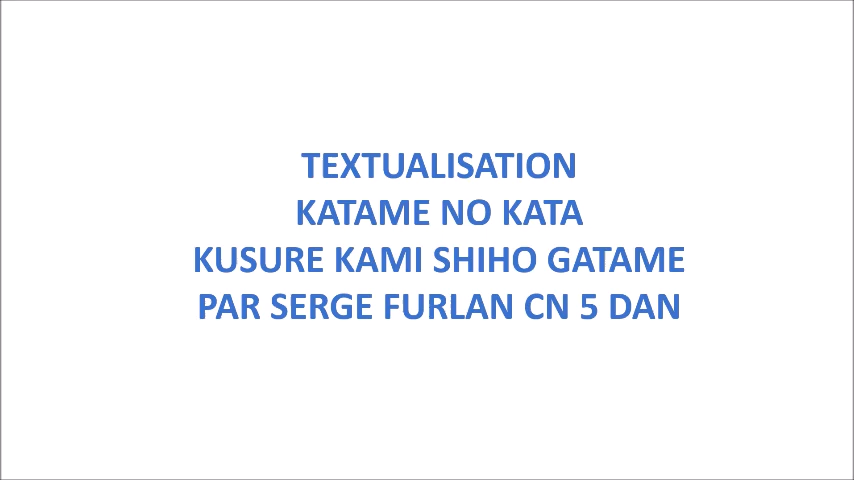 TEXTUALISATION
KATAME NO KATA
KUSURE KAMI SHIHO GATAME
PAR SERGE FURLAN CN 5 DAN